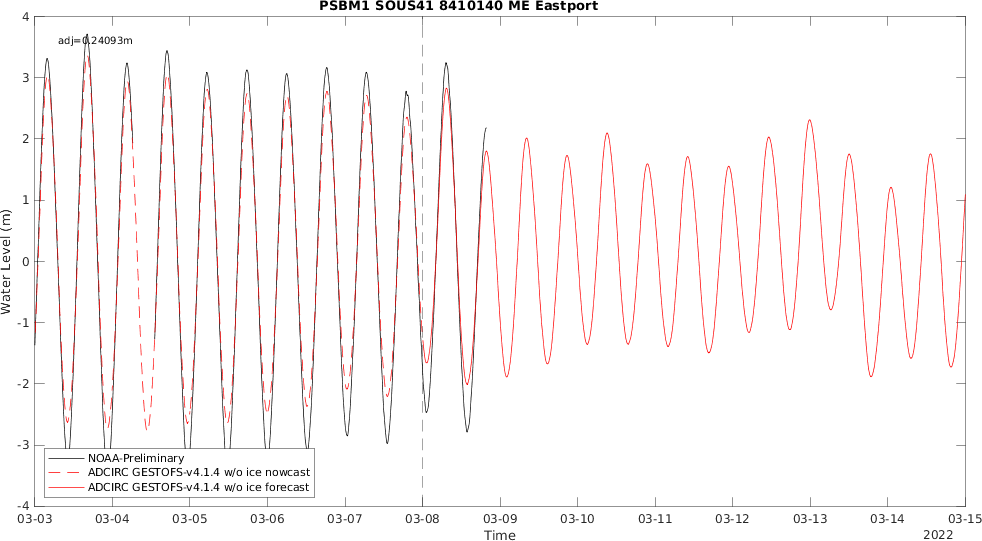 PSBM1 SOUS41 8410140 ME Eastport
adj=0.24093m
4
3
2
1
0
-1
-2
-3
-4
Water Level (m)
NOAA-Preliminary
ADCIRC GESTOFS-v4.1.4 w/o ice nowcast
ADCIRC GESTOFS-v4.1.4 w/o ice forecast
03-03 03-04 03-05 03-06 03-07 03-08 03-09 03-10 03-11 03-12 03-13 03-14 03-15
Time
2022